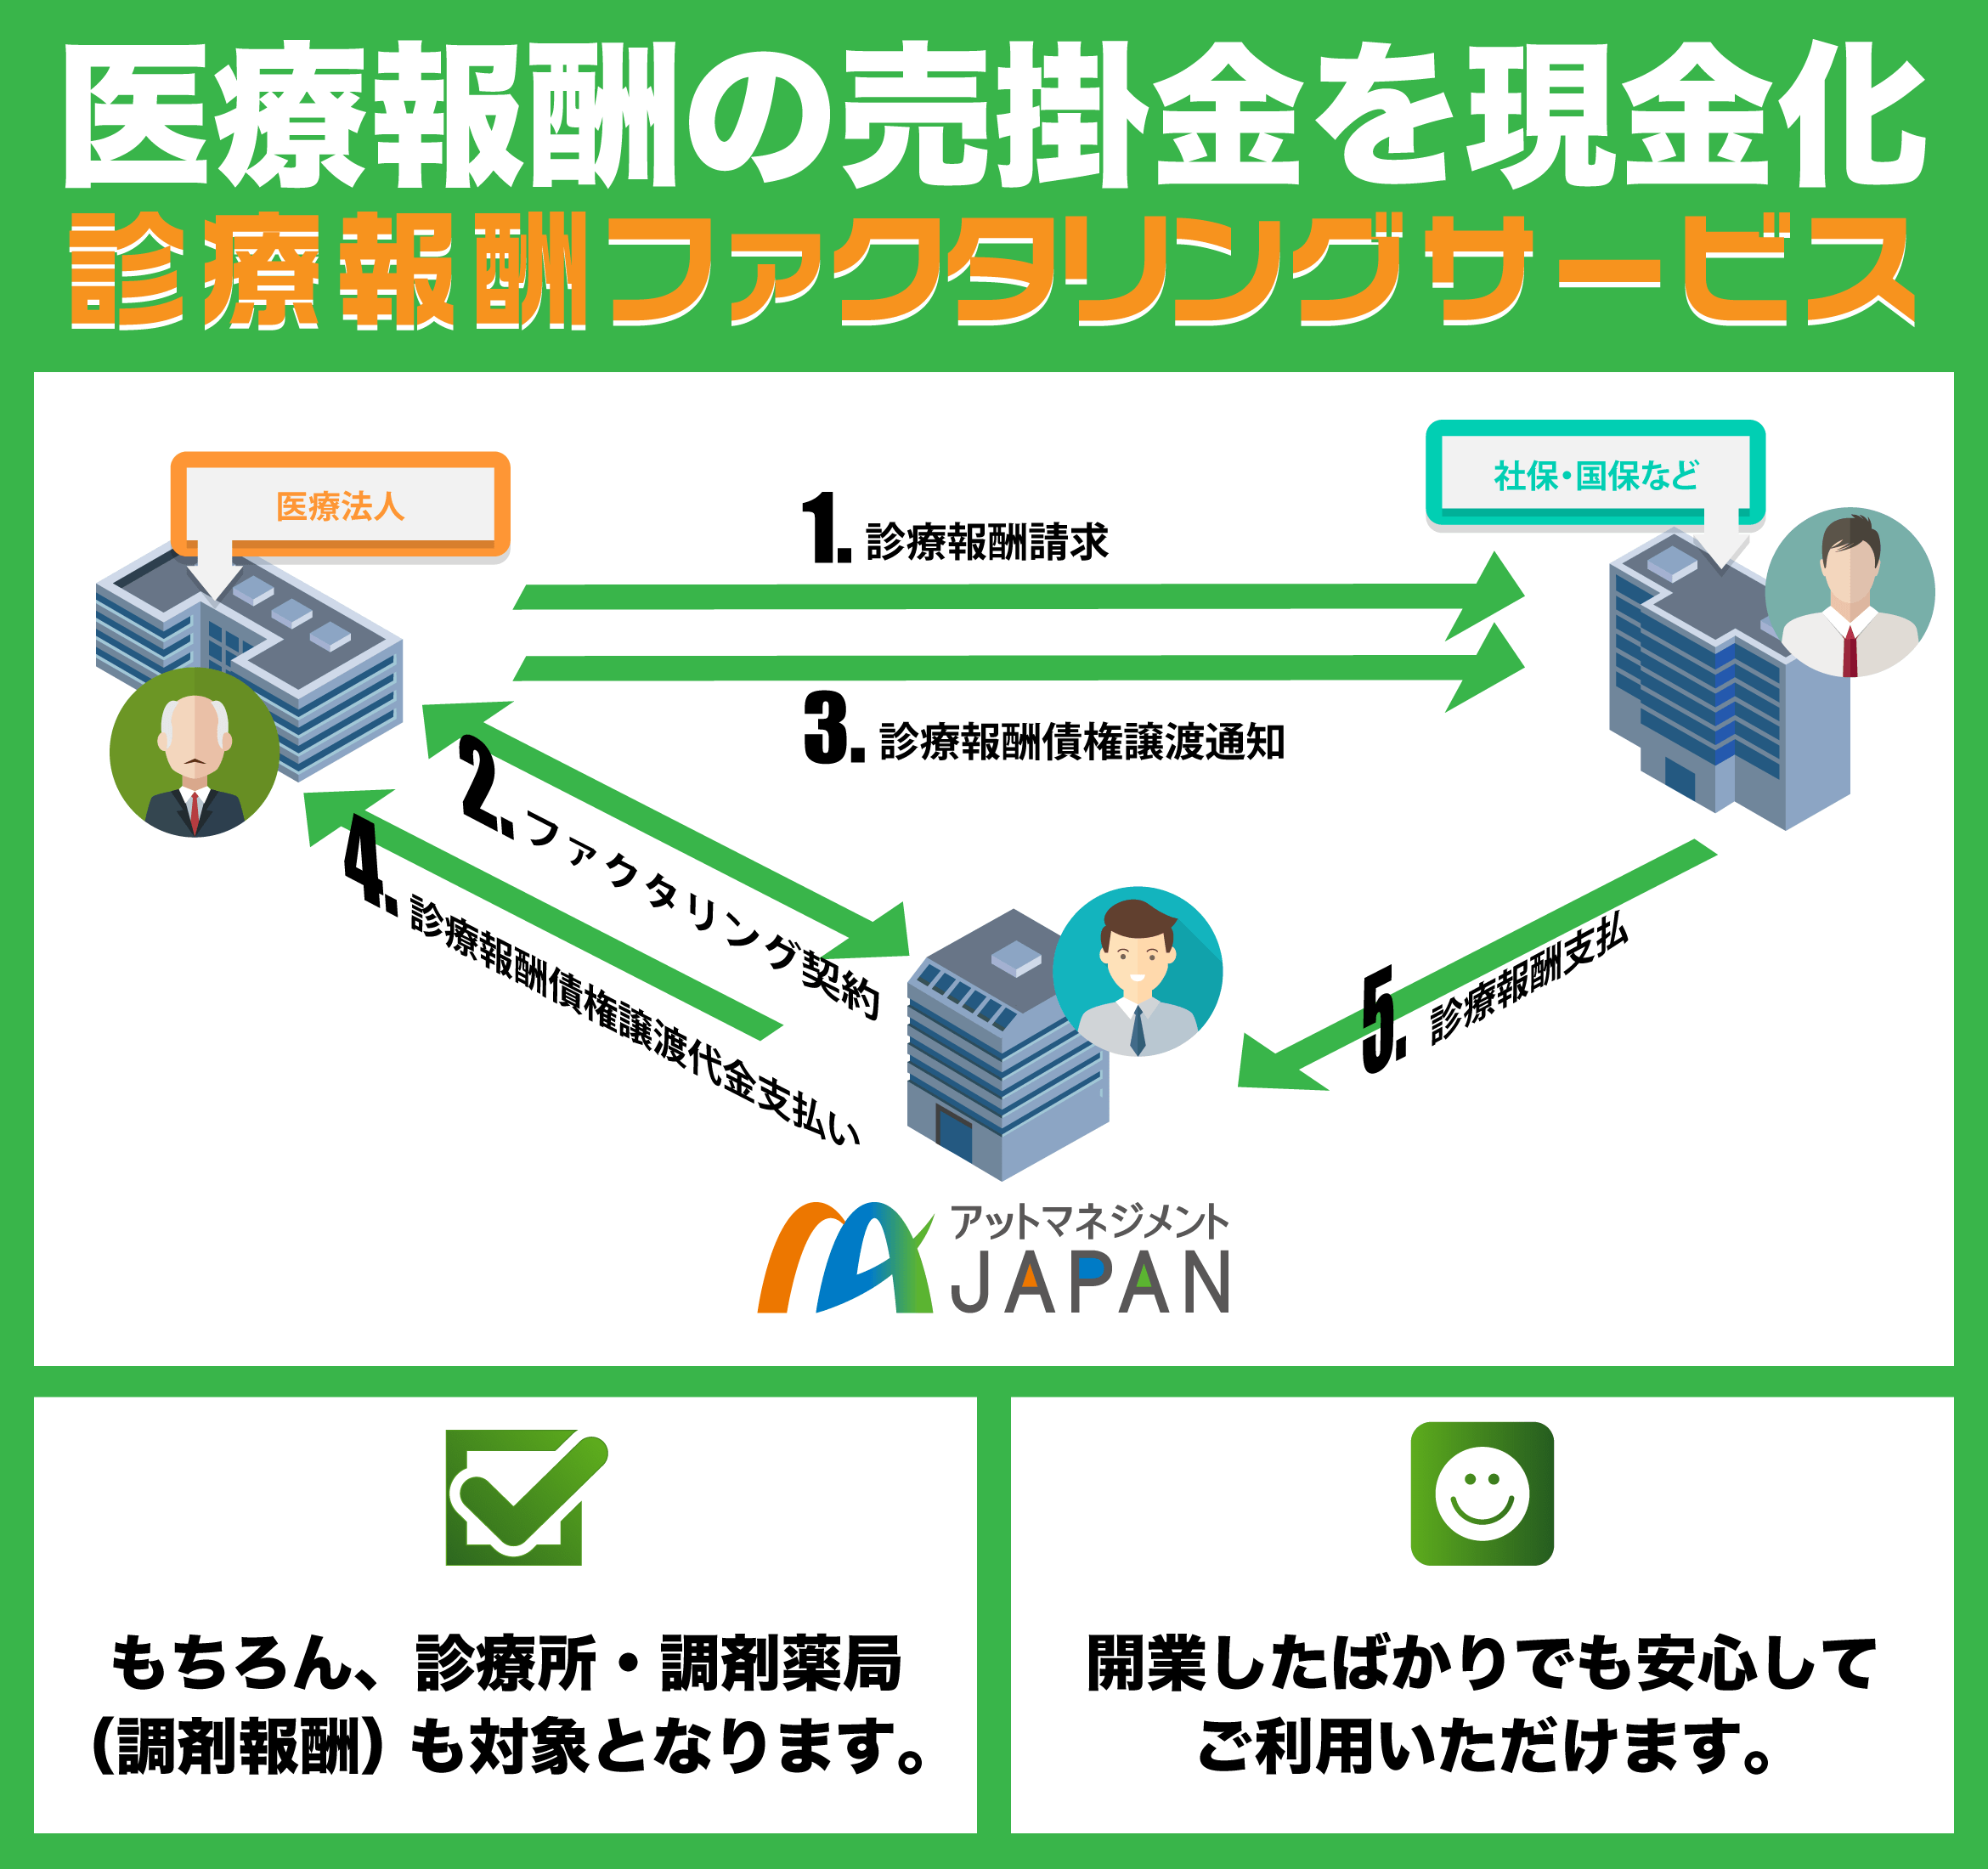 医療報酬の売掛金を現金化
診療報酬ファクタリングサービス
医療法人
社保・国保など
1. 診療報酬請求
3. 診療報酬債権譲渡通知
2. ファクタリング契約
4. 診療報酬債権譲渡代金支払い
5. 診療報酬支払
アットマネジメント
JAPAN
もちろん、診療所・調剤薬局
（調剤報酬）も対象となります。
開業したばかりでも安心して
ご利用いただけます。